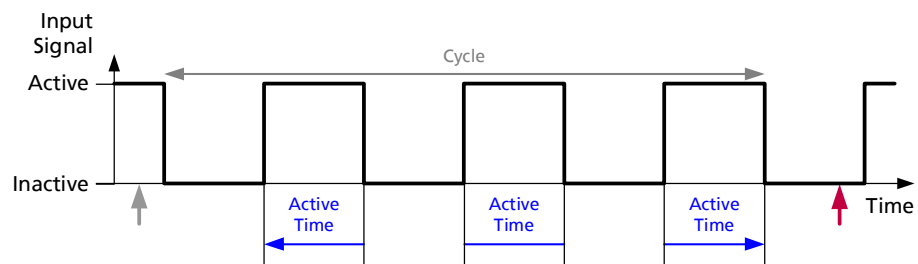 Input
Signal
Cycle
Active
Inactive
Active
Time
Active
Time
Active
Time
Time